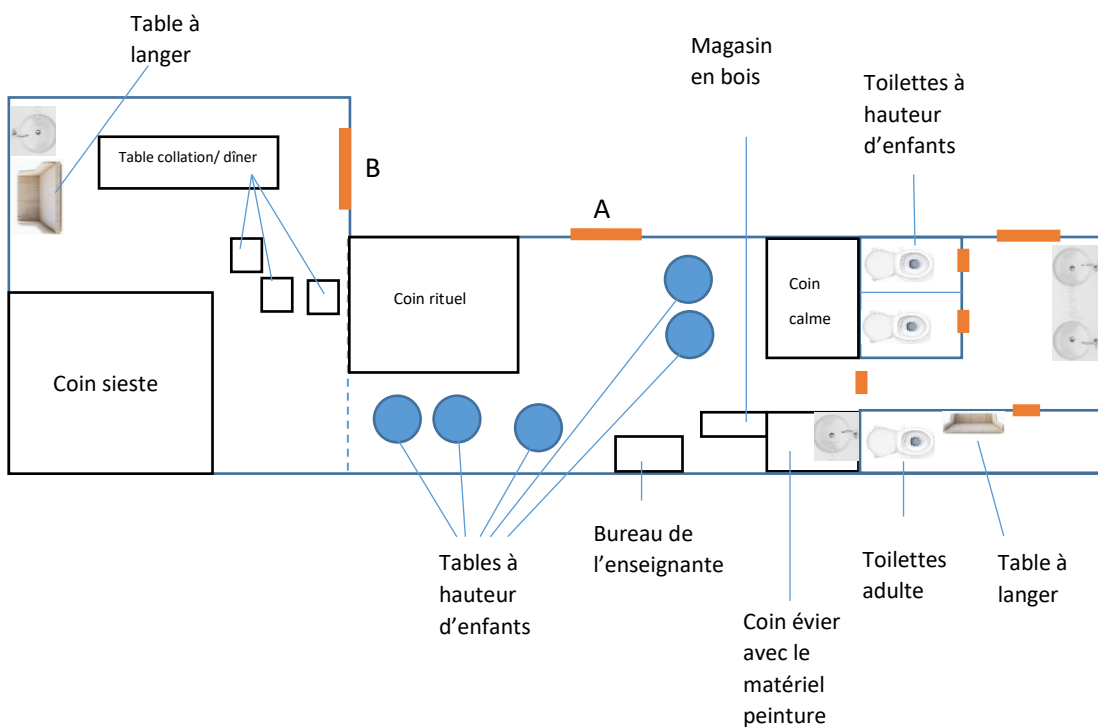 Table à
langer
Magasin
en bois
Toilettes à
hauteur
d'enfants
Table collation/ dîner
B
A
Coin rituel
Coin
calme
Coin sieste
Tables à
hauteur
d'enfants
Bureau de
l'enseignante
Toilettes
adulte
Table à
langer
Coin évier
avec le
matériel
peinture